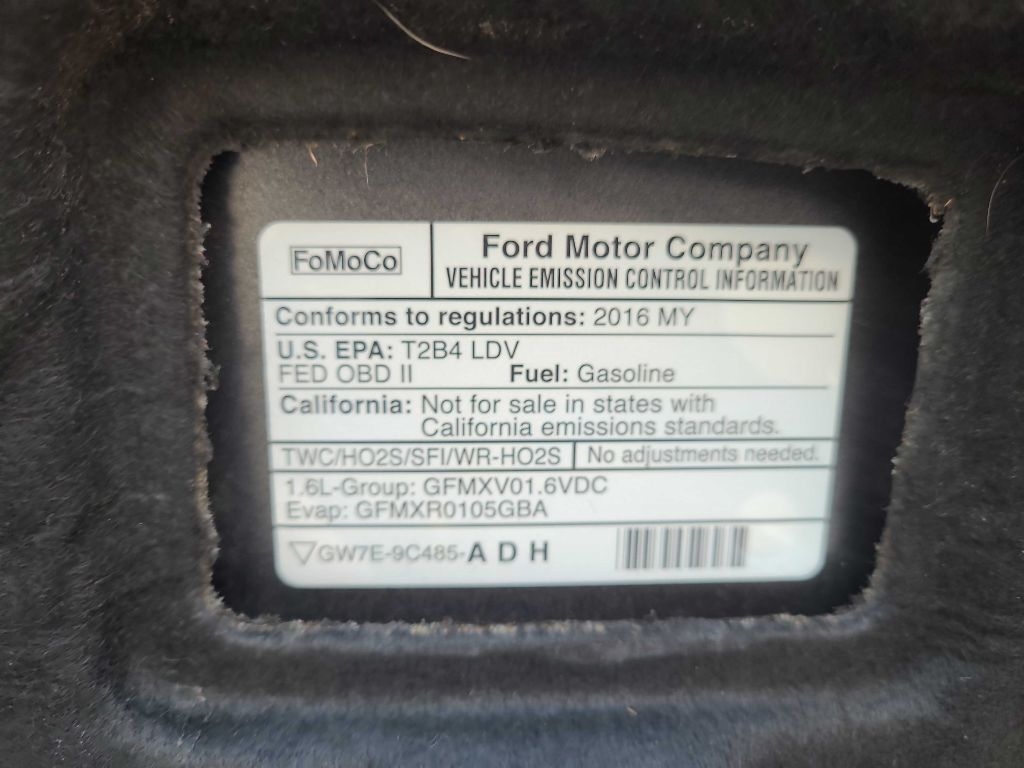 FoMoCo
Ford Motor Company
VEHICLE EMISSION CONTROL INFORMATION
Conforms to regulations: 2016 MY
U.S. EPA: T2B4 LDV
FED OBD II Fuel: Gasoline
California: Not for sale in states with
California emissions standards.
TWC/HO2S/SFI/WR-HO2S No adjustments needed.
1.6L-Group: GFMXV01.6VDC
Evap: GFMXR0105GBA
GW7E-9C485-A D H